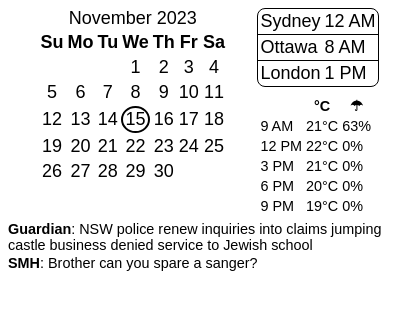 November 2023
Su Mo Tu We Th Fr Sa
1 2 3 4
5 6 7 8 9 10 11
12 13 14 15 16 17 18
19 20 21 22 23 24 25
26 27 28 29 30
Sydney 12 AM
Ottawa 8 AM
London 1 PM
°C ☂
9 AM 21°C 63%
12 PM 22°C 0%
3 PM 21°C 0%
6 PM 20°C 0%
9 PM 19°C 0%
Guardian: NSW police renew inquiries into claims jumping
castle business denied service to Jewish school
SMH: Brother can you spare a sanger?